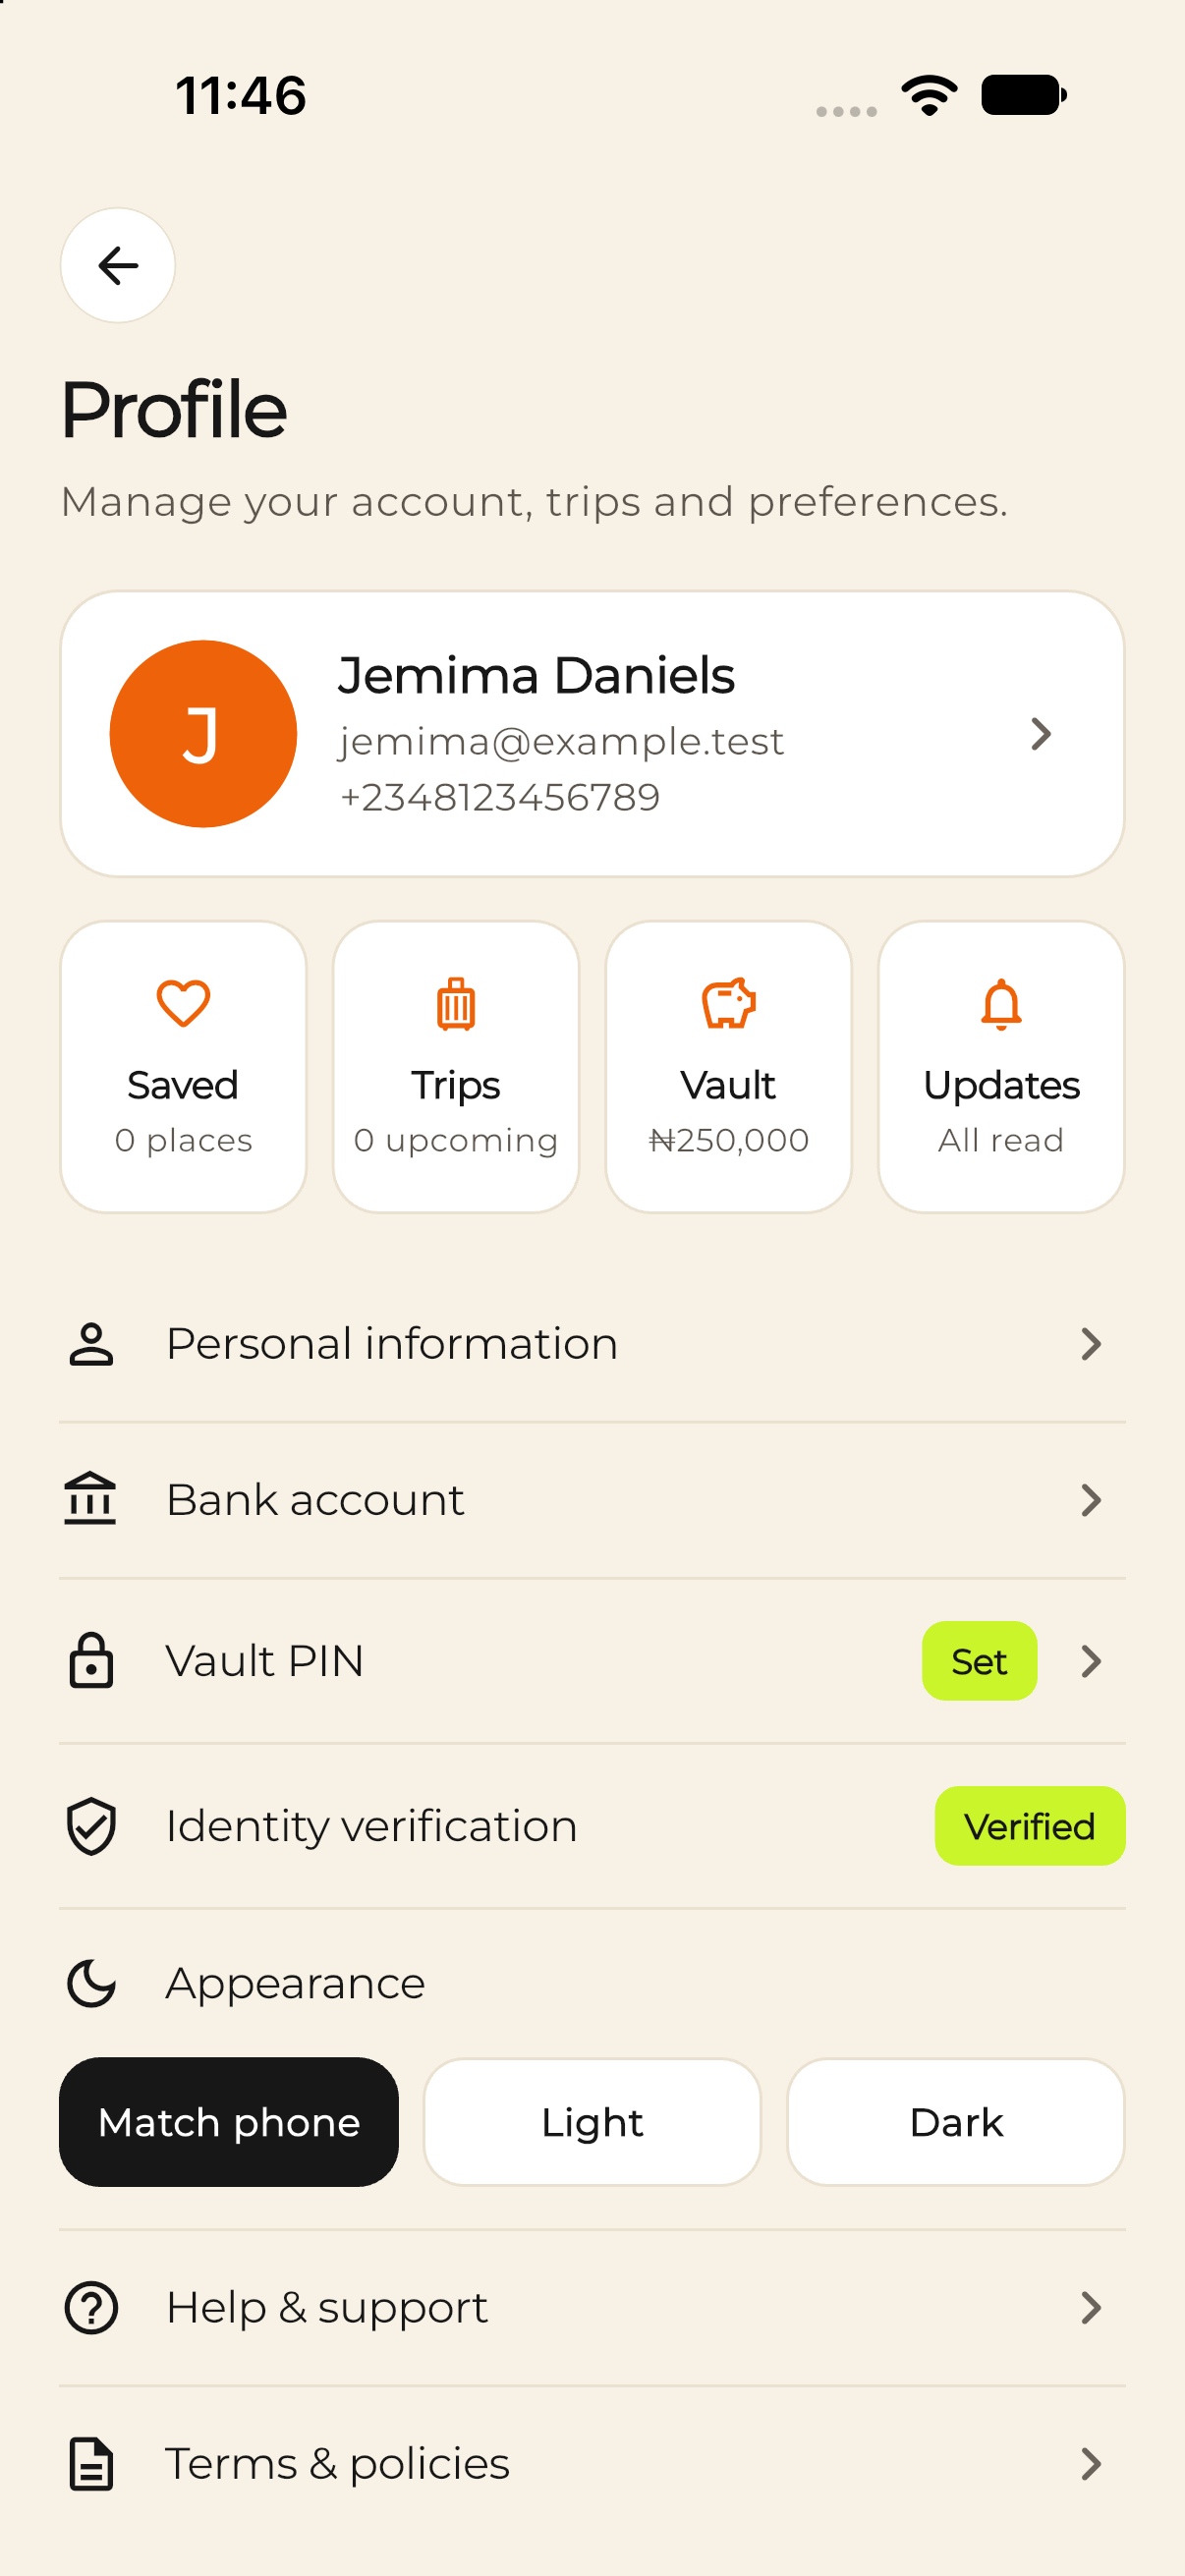 11:46
Profile
Manage your account, trips and preferences.
J
Jemima Daniels
jemima@example.test
+2348123456789
Saved
0 places
Trips
0 upcoming
Vault
₦250,000
Updates
All read
Personal information
Bank account
Vault PIN
Set
Identity verification
Verified
Appearance
Match phone
Light
Dark
Help & support
Terms & policies